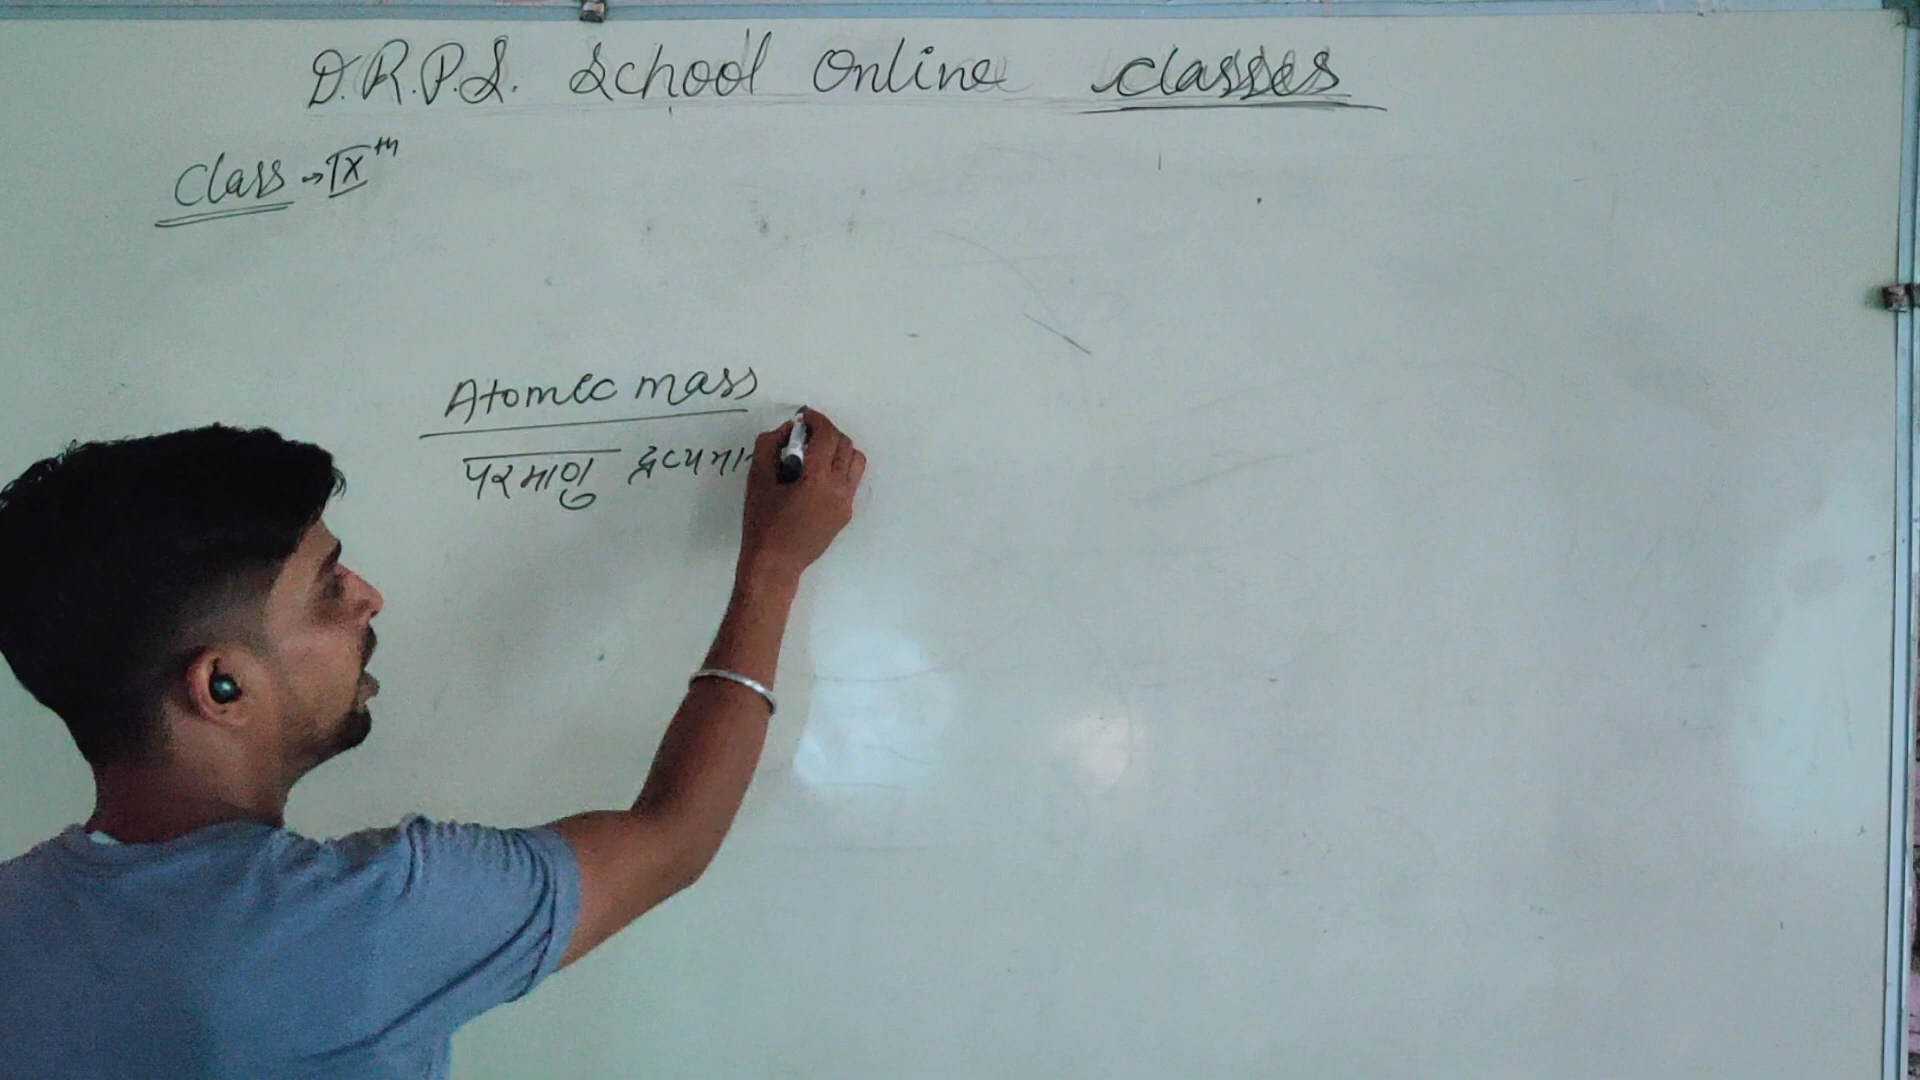 D.R.P.S. School Online classes
Class → IXth
Atomic mass
परमाणु द्रव्यमा